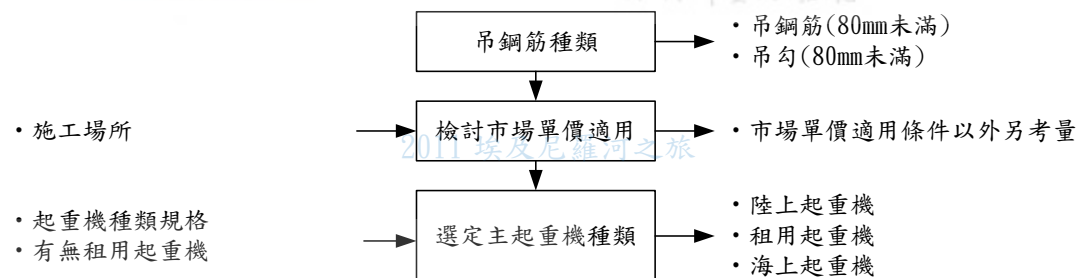 吊鋼筋種類
・吊鋼筋(80mm未滿)
・吊勾(80mm未滿)
・施工場所
檢討市場單價適用
・市場單價適用條件以外另考量
2011 埃及尼羅河之旅
・起重機種類規格
・有無租用起重機
選定主起重機種類
・陸上起重機
・租用起重機
・海上起重機